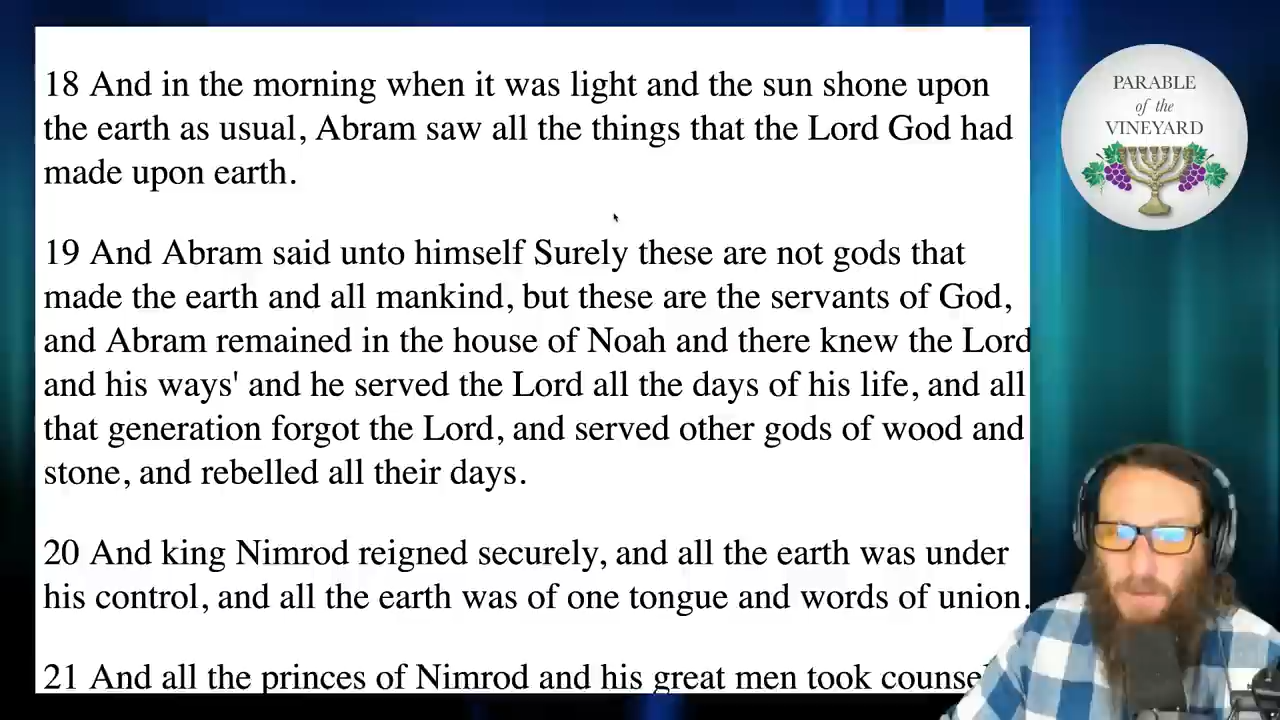 18 And in the morning when it was light and the sun shone upon
the earth as usual, Abram saw all the things that the Lord God had
made upon earth.
19 And Abram said unto himself Surely these are not gods that
made the earth and all mankind, but these are the servants of God,
and Abram remained in the house of Noah and there knew the Lord
and his ways' and he served the Lord all the days of his life, and all
that generation forgot the Lord, and served other gods of wood and
stone, and rebelled all their days.
20 And king Nimrod reigned securely, and all the earth was under
his control, and all the earth was of one tongue and words of union.
21 And all the princes of Nimrod and his great men took counse
PARABLE
of the
VINEYARD